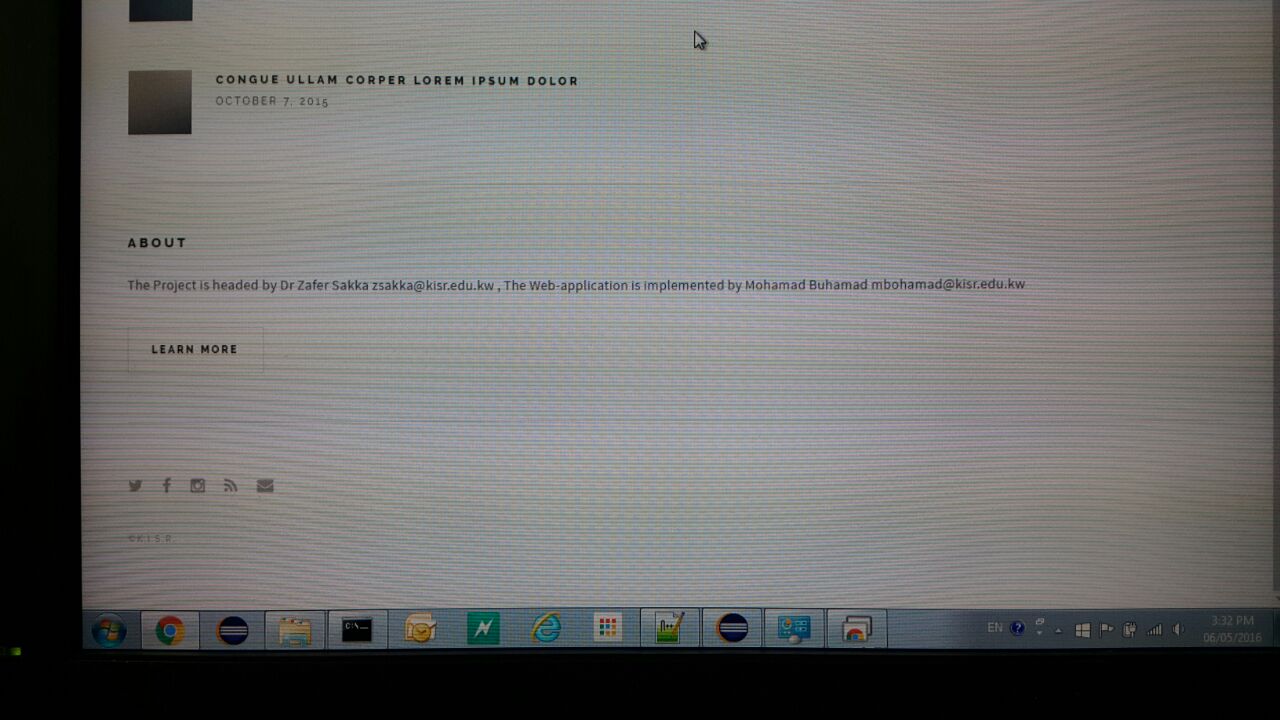 CONGUE ULLAM CORPER LOREM IPSUM DOLOR
OCTOBER 7, 2015
ABOUT
The Project is headed by Dr Zafer Sakka zsakka@kisr.edu.kw , The Web-application is implemented by Mohamad Buhamad mbohamad@kisr.edu.kw
LEARN MORE
©K.I.S.R.
C:\
N++
EN
3:32 PM
06/05/2016